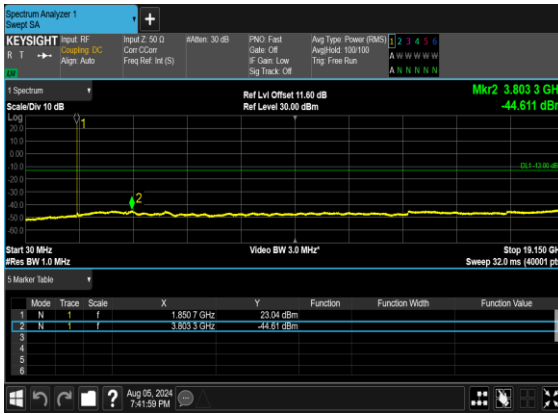 Spectrum Analyzer 1
Swept SA
+
KEYSIGHT
R T
LXI
Input: RF
Coupling: DC
Align: Auto
Input Z: 50 Ω
Corr CCorr
Freq Ref: Int (S)
#Atten: 30 dB
PNO: Fast
Gate: Off
IF Gain: Low
Sig Track: Off
Avg Type: Power (RMS)
Avg|Hold: 100/100
Trig: Free Run
1 2 3 4 5 6
A W W W W W
A N N N N N
1 Spectrum
Scale/Div 10 dB
Ref Lvl Offset 11.60 dB
Ref Level 30.00 dBm
Mkr2 3.803 3 GH
-44.611 dBr
Log
20.0
10.0
0.00
-10.0
-20.0
-30.0
-40.0
-50.0
-60.0
1
2
DL1 -13.00 dB
Start 30 MHz
#Res BW 1.0 MHz
Video BW 3.0 MHz*
Stop 19.150 GH
Sweep 32.0 ms (40001 pt
5 Marker Table
Mode Trace Scale X Y Function Function Width Function Value
1 N 1 f 1.850 7 GHz 23.04 dBm
2 N 1 f 3.803 3 GHz -44.61 dBm
3
4
5
6
?
Aug 05, 2024
7:41:59 PM